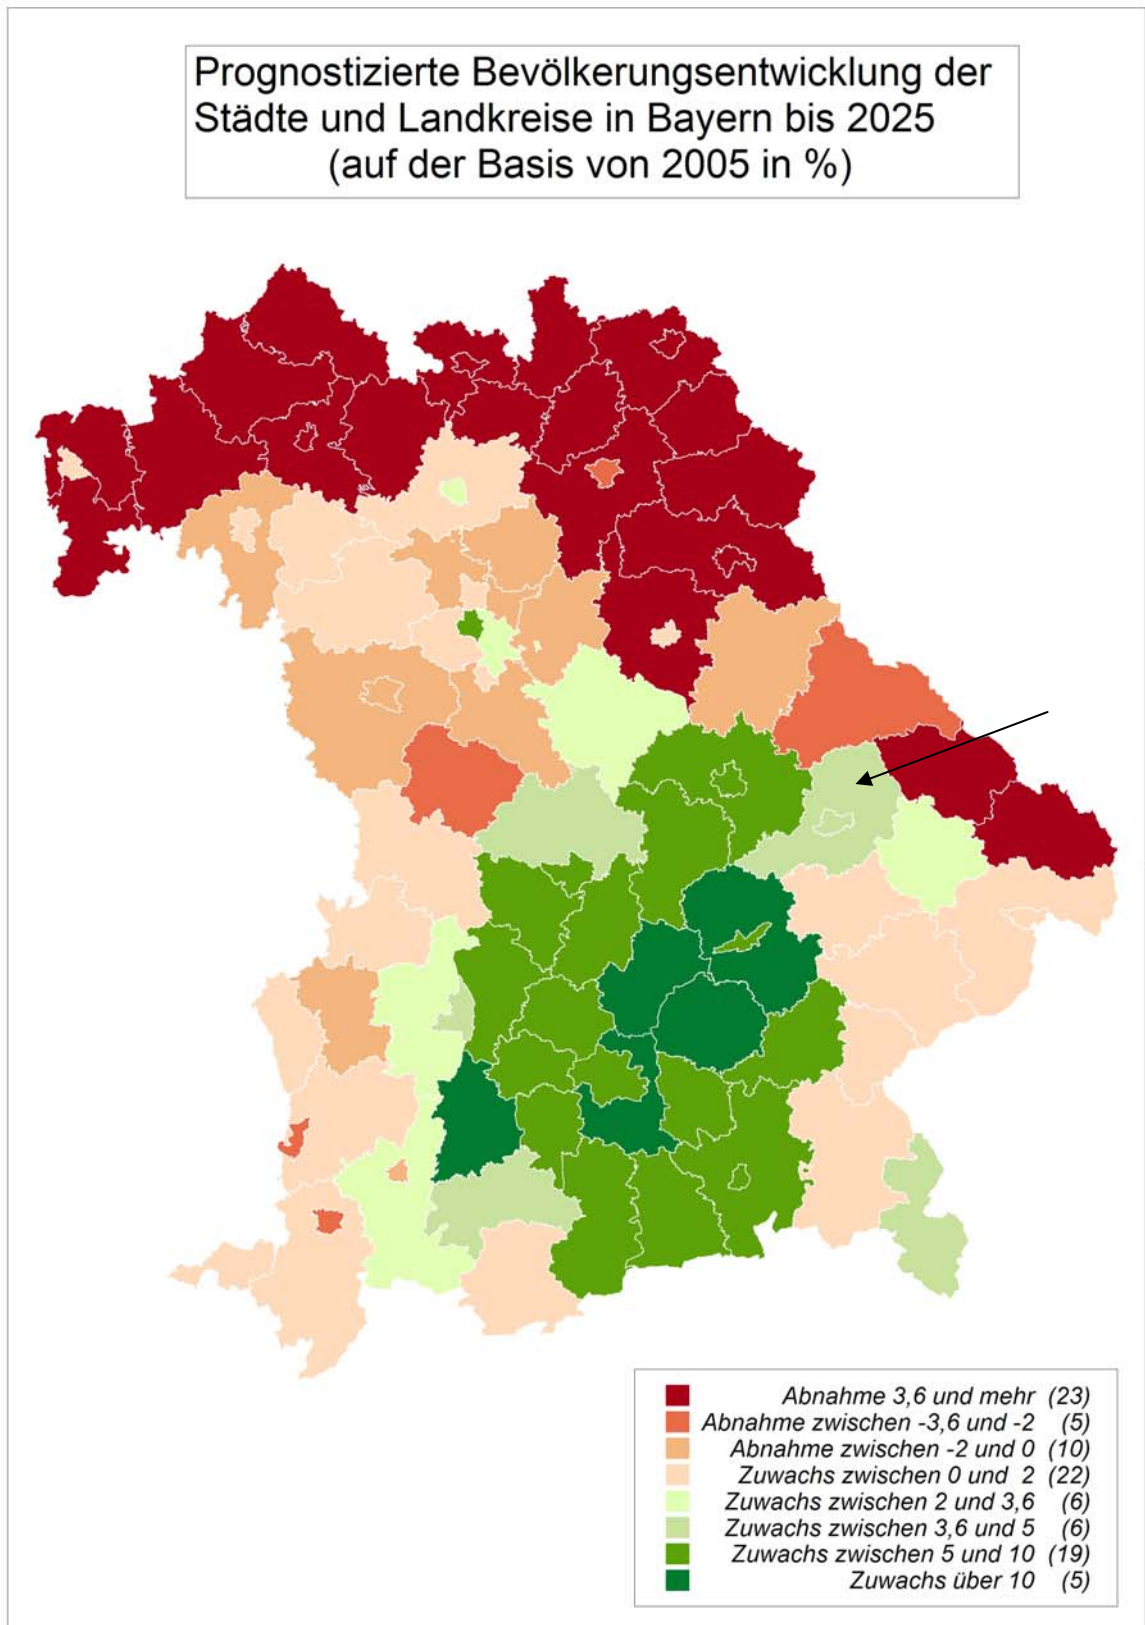 Prognostizierte Bevölkerungsentwicklung der
Städte und Landkreise in Bayern bis 2025
(auf der Basis von 2005 in %)
Abnahme 3,6 und mehr (23)
Abnahme zwischen -3,6 und -2 (5)
Abnahme zwischen -2 und 0 (10)
Zuwachs zwischen 0 und 2 (22)
Zuwachs zwischen 2 und 3,6 (6)
Zuwachs zwischen 3,6 und 5 (6)
Zuwachs zwischen 5 und 10 (19)
Zuwachs über 10 (5)